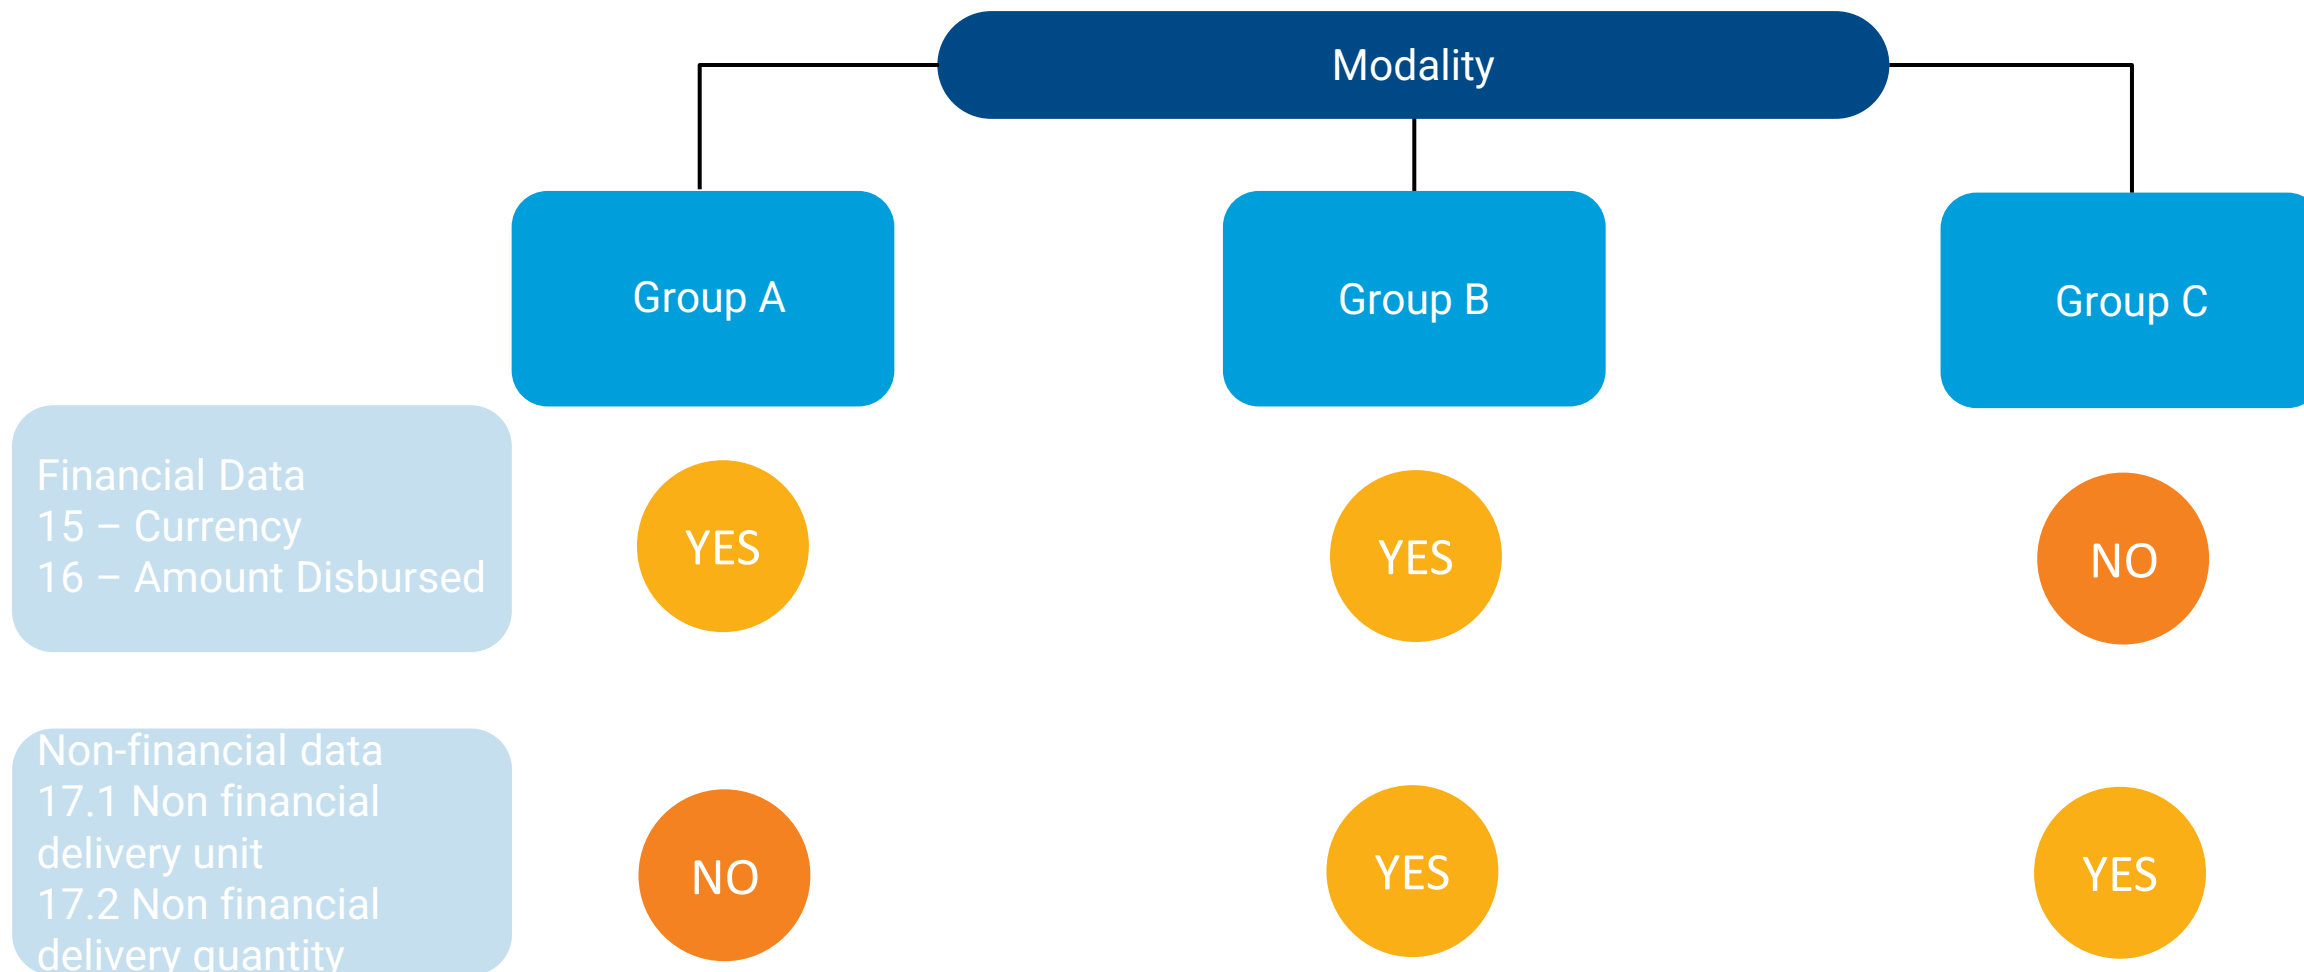 Modality
Group A
Group B
Group C
Financial Data
15 – Currency
16 – Amount Disbursed
YES
YES
NO
Non-financial data
17.1 Non financial
delivery unit
17.2 Non financial
delivery quantity
NO
YES
YES